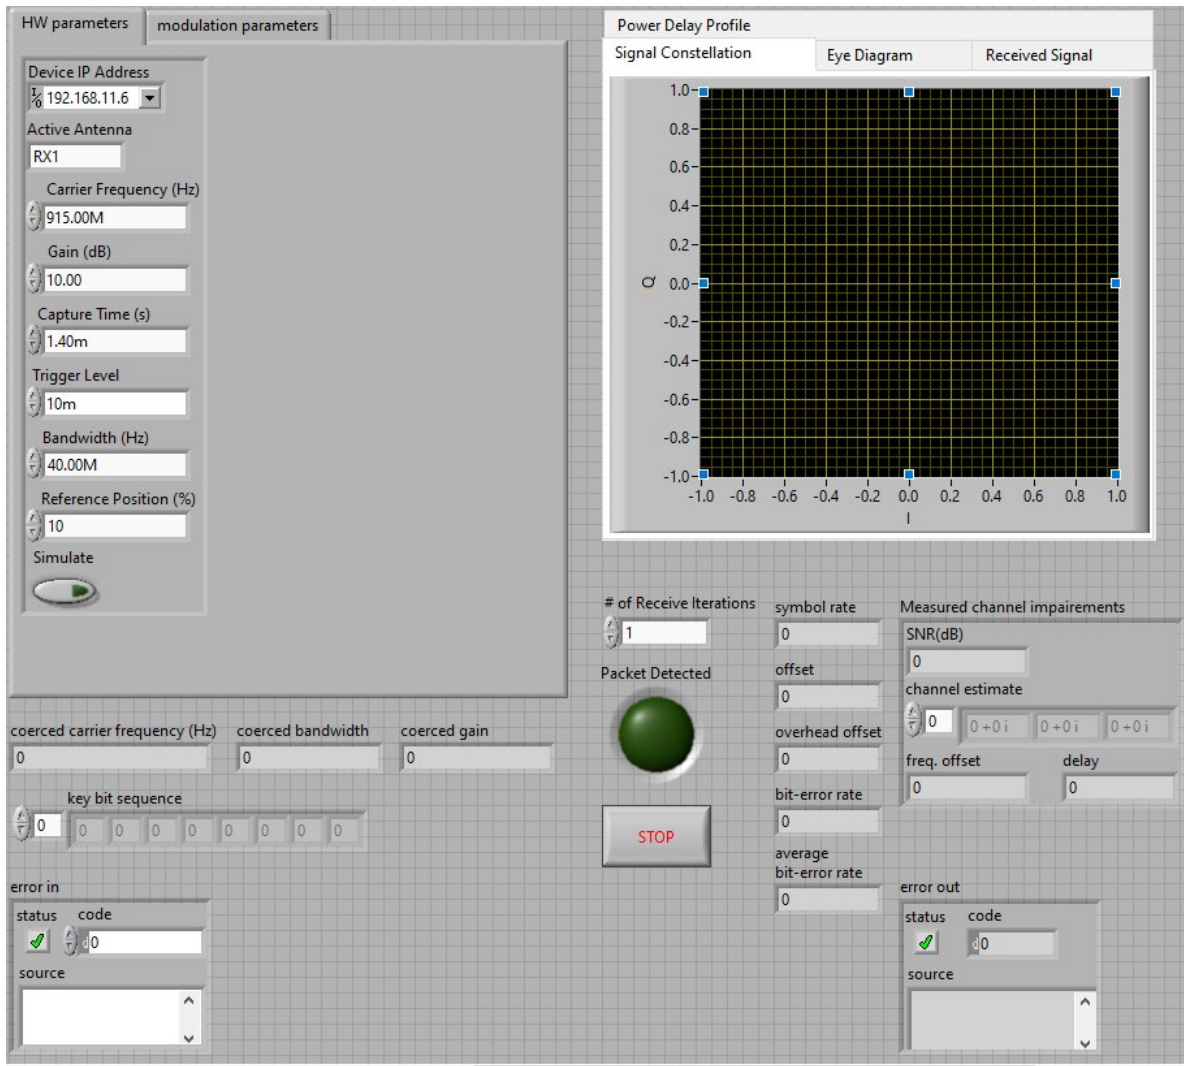 HW parameters
modulation parameters
Device IP Address
I/O 192.168.11.6
Active Antenna
RX1
Carrier Frequency (Hz)
915.00M
Gain (dB)
10.00
Capture Time (s)
1.40m
Trigger Level
10m
Bandwidth (Hz)
40.00M
Reference Position (%)
10
Simulate
Power Delay Profile
Signal Constellation
Eye Diagram
Received Signal
1.0
0.8
0.6
0.4
0.2
0.0
-0.2
-0.4
-0.6
-0.8
-1.0
Q
-1.0 -0.8 -0.6 -0.4 -0.2 0.0 0.2 0.4 0.6 0.8 1.0
I
coerced carrier frequency (Hz)
0
coerced bandwidth
0
coerced gain
0
key bit sequence
0 0 0 0 0 0 0 0 0
error in
status code
d 0
source
# of Receive Iterations
1
Packet Detected
STOP
symbol rate
0
offset
0
overhead offset
0
bit-error rate
0
average
bit-error rate
0
Measured channel impairements
SNR(dB)
0
channel estimate
0 0 +0 i 0 +0 i 0 +0 i
freq. offset
0
delay
0
error out
status code
d 0
source